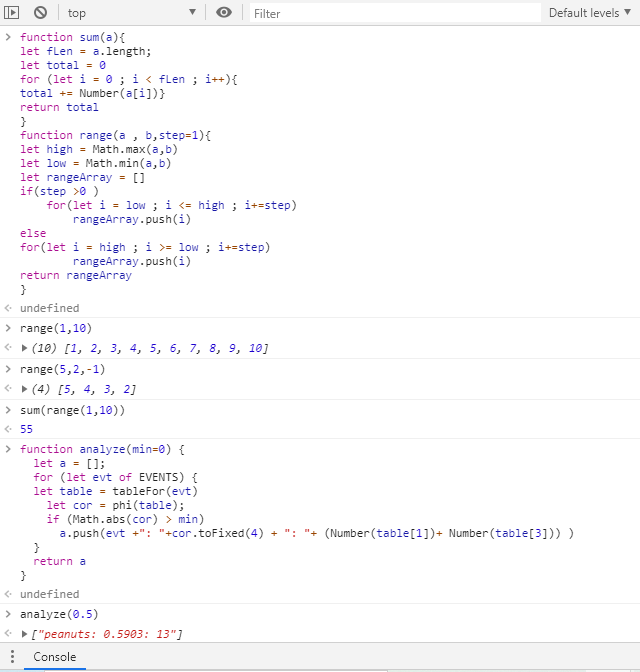 top
Filter
Default levels
function sum(a){
let fLen = a.length;
let total = 0
for (let i = 0 ; i < fLen ; i++){
total += Number(a[i])}
return total
}
function range(a , b,step=1){
let high = Math.max(a,b)
let low = Math.min(a,b)
let rangeArray = []
if(step >0 )
    for(let i = low ; i <= high ; i+=step)
        rangeArray.push(i)
else
for(let i = high ; i >= low ; i+=step)
        rangeArray.push(i)
return rangeArray
}
undefined
range(1,10)
(10) [1, 2, 3, 4, 5, 6, 7, 8, 9, 10]
range(5,2,-1)
(4) [5, 4, 3, 2]
sum(range(1,10))
55
function analyze(min=0) {
  let a = [];
  for (let evt of EVENTS) {
  let table = tableFor(evt)
    let cor = phi(table);
    if (Math.abs(cor) > min)
      a.push(evt +": "+cor.toFixed(4) + ": "+ (Number(table[1])+ Number(table[3])) )
  }
  return a
}
undefined
analyze(0.5)
["peanuts: 0.5903: 13"]
Console